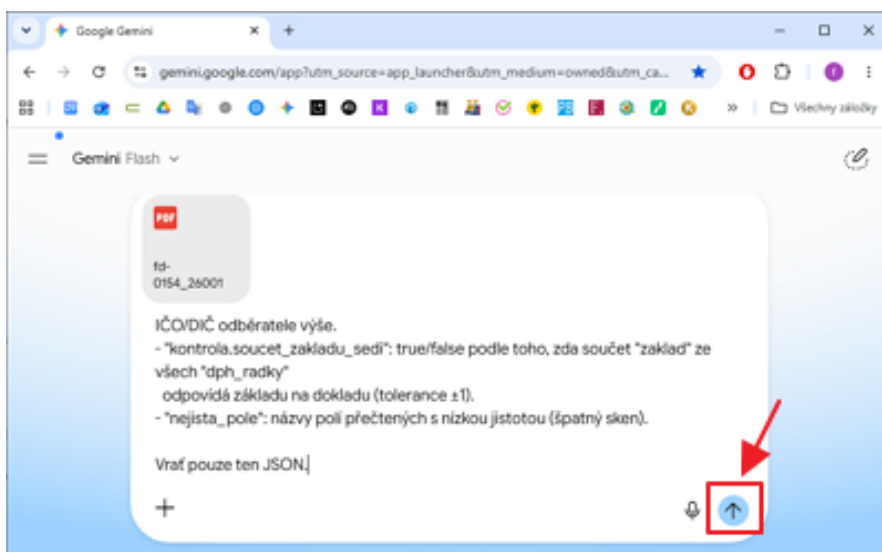 Google Gemini
gemini.google.com/app?utm_source=app_launcher&utm_medium=owned&utm_ca...
Všechny záložky
Gemini Flash
PDF
fd-
0154_26001
IČO/DIČ odběratele výše.
- "kontrola.soucet_zakladu_sedi": true/false podle toho, zda součet "zaklad" ze
všech "dph_radky"
odpovídá základu na dokladu (tolerance ±1).
- "nejista_pole": názvy polí přečtených s nízkou jistotou (špatný sken).
Vrať pouze ten JSON.